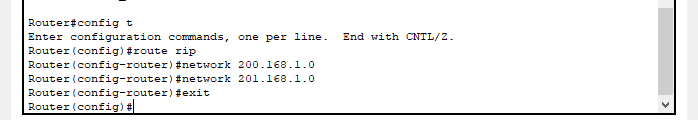 Router#config t
Enter configuration commands, one per line.  End with CNTL/Z.
Router(config)#route rip
Router(config-router)#network 200.168.1.0
Router(config-router)#network 201.168.1.0
Router(config-router)#exit
Router(config)#